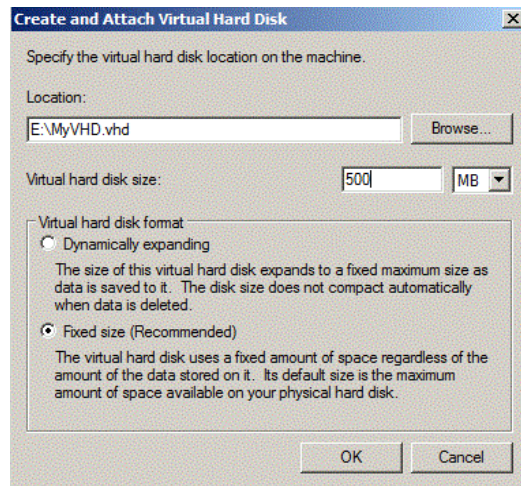 Create and Attach Virtual Hard Disk
Specify the virtual hard disk location on the machine.
Location:
E:\MyVHD.vhd
Browse...
Virtual hard disk size:
500
MB
Virtual hard disk format
Dynamically expanding
The size of this virtual hard disk expands to a fixed maximum size as
data is saved to it. The disk size does not compact automatically
when data is deleted.
Fixed size (Recommended)
The virtual hard disk uses a fixed amount of space regardless of the
amount of the data stored on it. Its default size is the maximum
amount of space available on your physical hard disk.
OK
Cancel